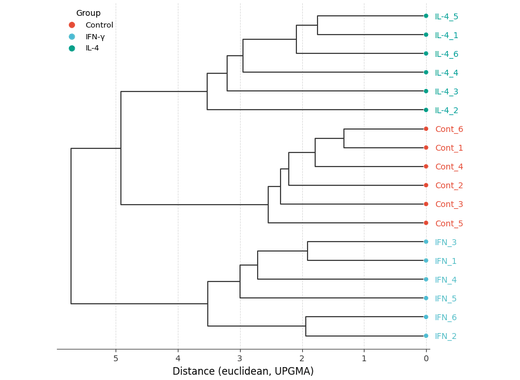 Group
Control
IFN-γ
IL-4
IL-4_5
IL-4_1
IL-4_6
IL-4_4
IL-4_3
IL-4_2
Cont_6
Cont_1
Cont_4
Cont_2
Cont_3
Cont_5
IFN_3
IFN_1
IFN_4
IFN_5
IFN_6
IFN_2
5 4 3 2 1 0
Distance (euclidean, UPGMA)